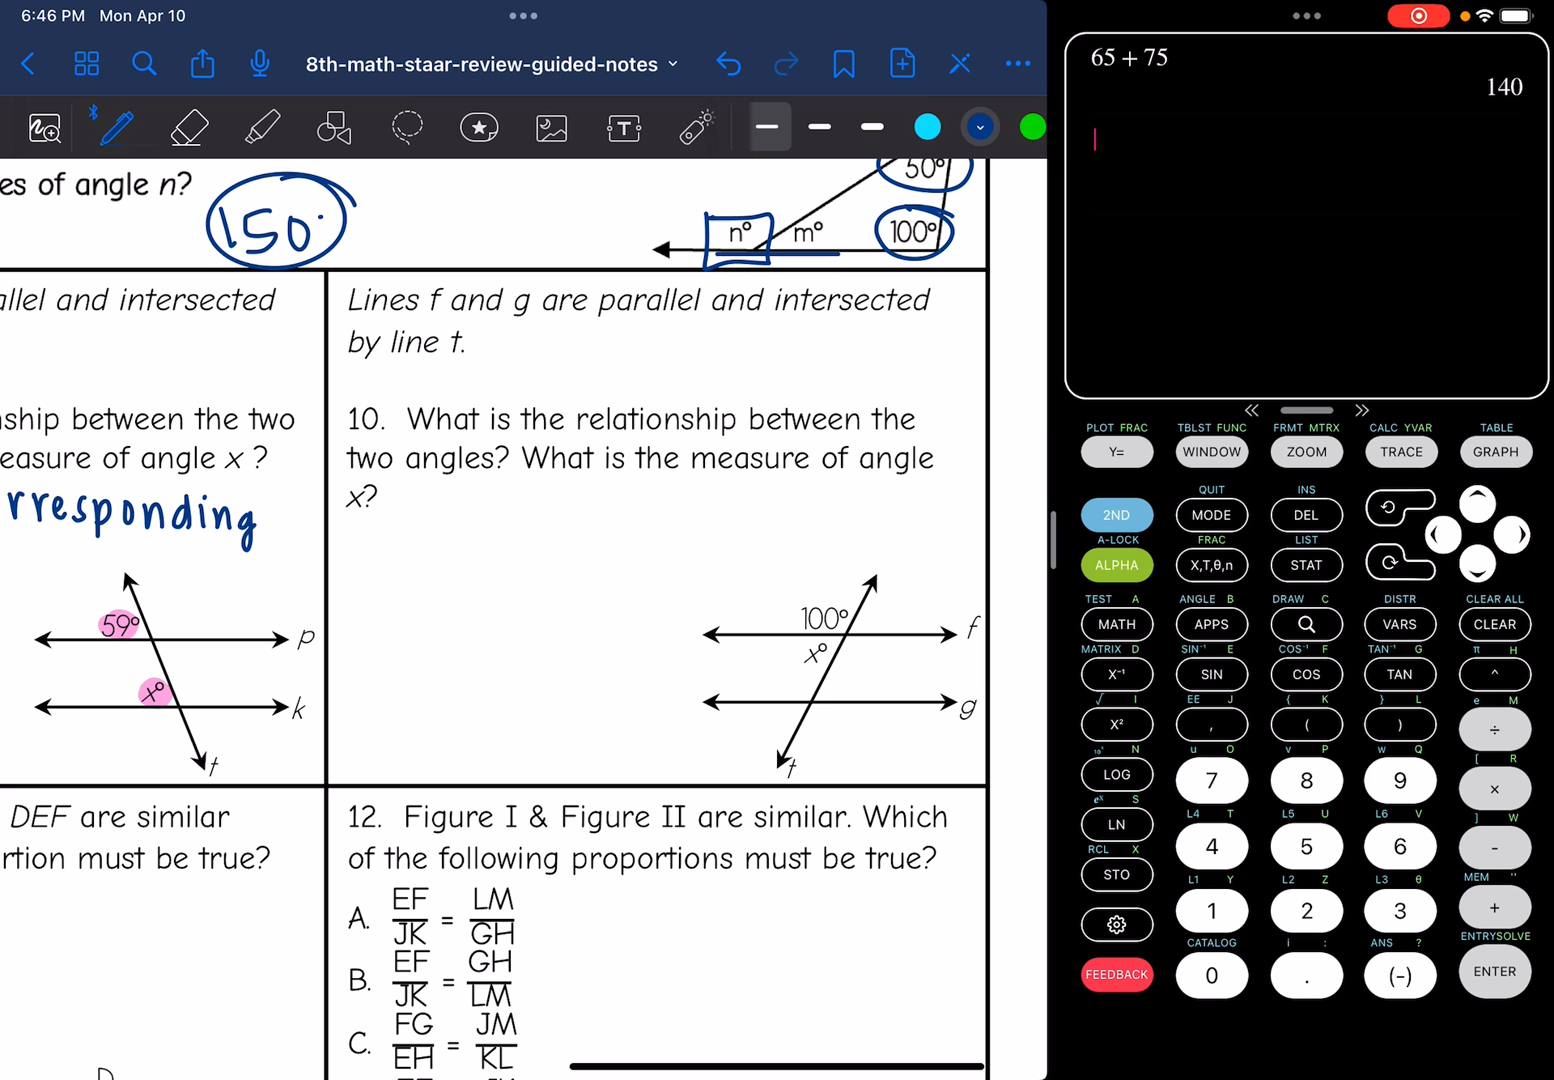 6:46 PM Mon Apr 10
8th-math-staar-review-guided-notes
es of angle n?
150°
50°
n° m° 100°
allel and intersected
Lines f and g are parallel and intersected
by line t.
ship between the two
easure of angle x ?
rresponding
59°
p
x°
k
t
10. What is the relationship between the
two angles? What is the measure of angle
x?
100°
f
x°
g
t
DEF are similar
rtion must be true?
12. Figure I & Figure II are similar. Which
of the following proportions must be true?
A. EF/JK = LM/GH
B. EF/JK = GH/LM
C. FG/EH = JM/KL
65 + 75
140
PLOT FRAC TBLST FUNC FRMT MTRX CALC YVAR TABLE
Y= WINDOW ZOOM TRACE GRAPH
QUIT INS
2ND MODE DEL
A-LOCK FRAC LIST
ALPHA X,T,θ,n STAT
TEST A ANGLE B DRAW C DISTR CLEAR ALL
MATH APPS VARS CLEAR
MATRIX D SIN⁻¹ E COS⁻¹ F TAN⁻¹ G π H
X⁻¹ SIN COS TAN ^
√ I EE J { K } L e M
X² , ( ) ÷
10ˣ N u O v P w Q [ R
LOG 7 8 9 ×
eˣ S L4 T L5 U L6 V ] W
LN 4 5 6 -
RCL X L1 Y L2 Z L3 θ MEM "
STO 1 2 3 +
CATALOG i : ANS ? ENTRY SOLVE
FEEDBACK 0 . (-) ENTER